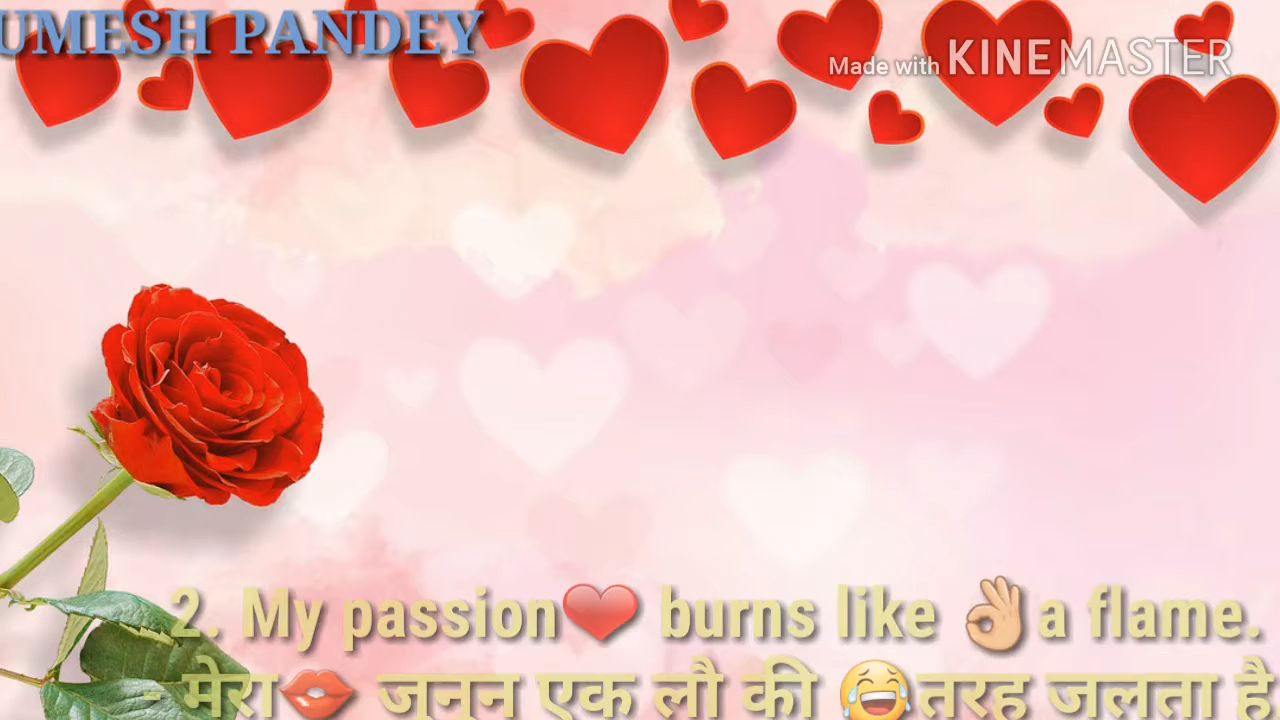 UMESH PANDEY
Made with KINEMASTER
2. My passion❤️ burns like 👌a flame.
- मेरा💋 जुनून एक लौ की 😂तरह जलता है